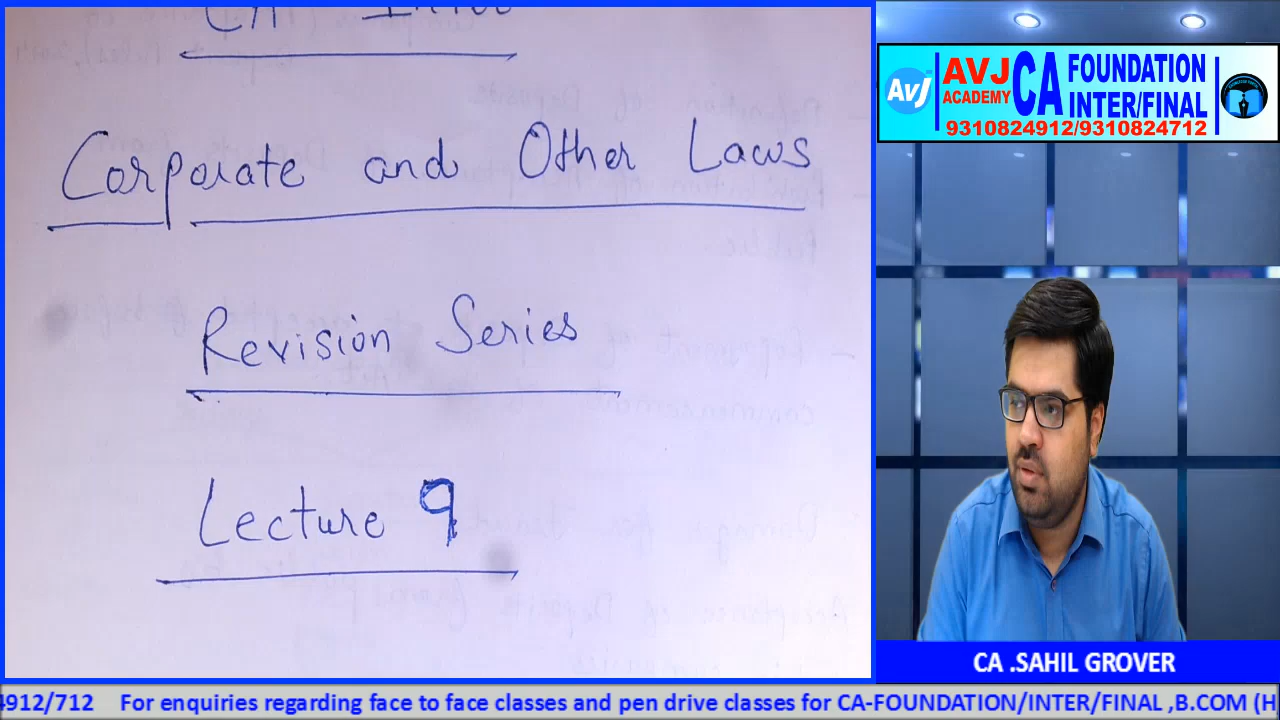 CA Inter
Corporate and Other Laws
Revision Series
Lecture 9
AVJ
AVJ
ACADEMY
CA
FOUNDATION
INTER/FINAL
9310824912/9310824712
CA .SAHIL GROVER
4912/712 For enquiries regarding face to face classes and pen drive classes for CA-FOUNDATION/INTER/FINAL ,B.COM (H